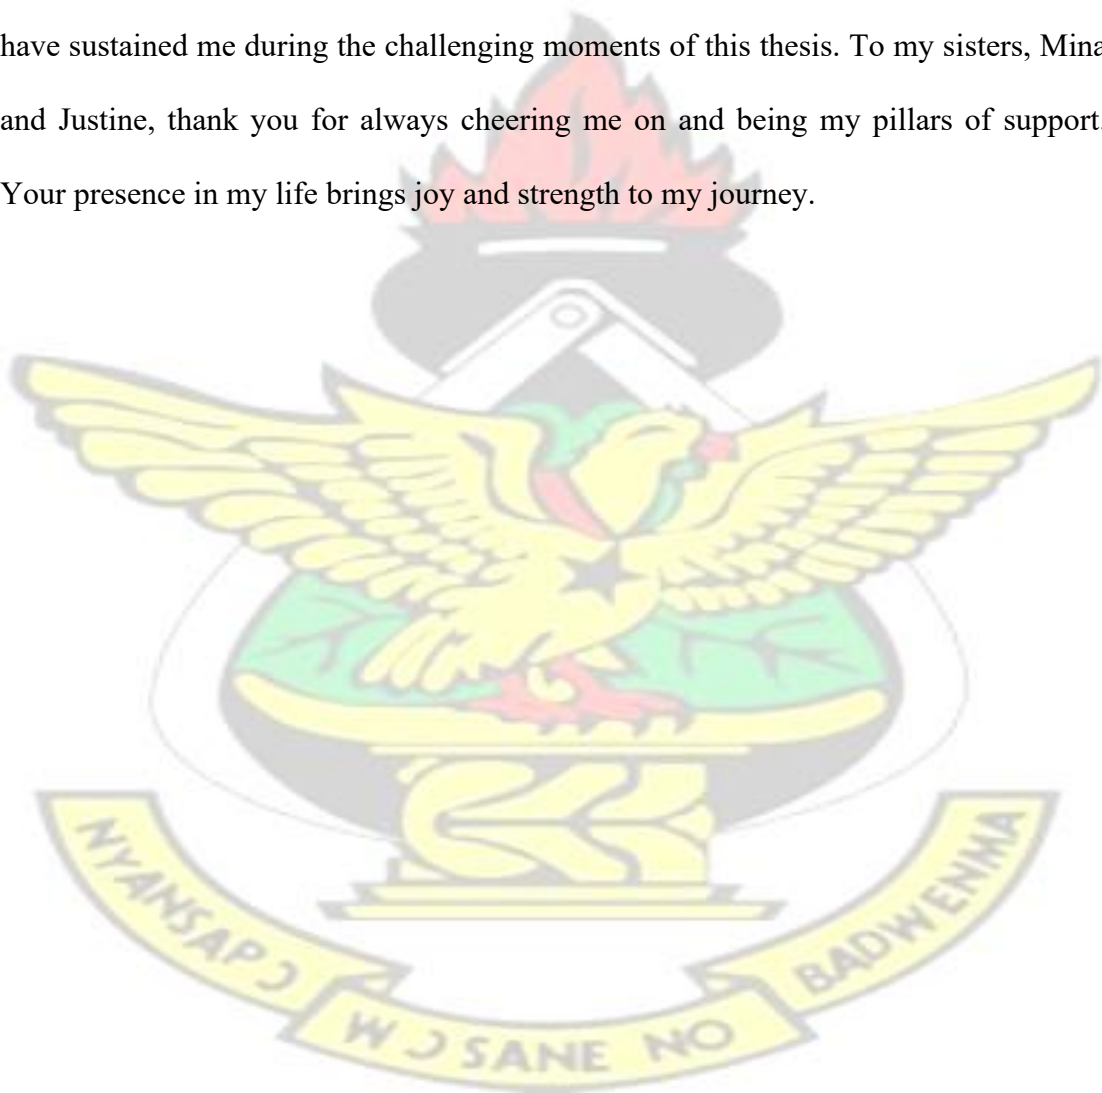 have sustained me during the challenging moments of this thesis. To my sisters, Mina
and Justine, thank you for always cheering me on and being my pillars of support.
Your presence in my life brings joy and strength to my journey.
NYANSAPƆ
WƆSANE NO
BADWENMA